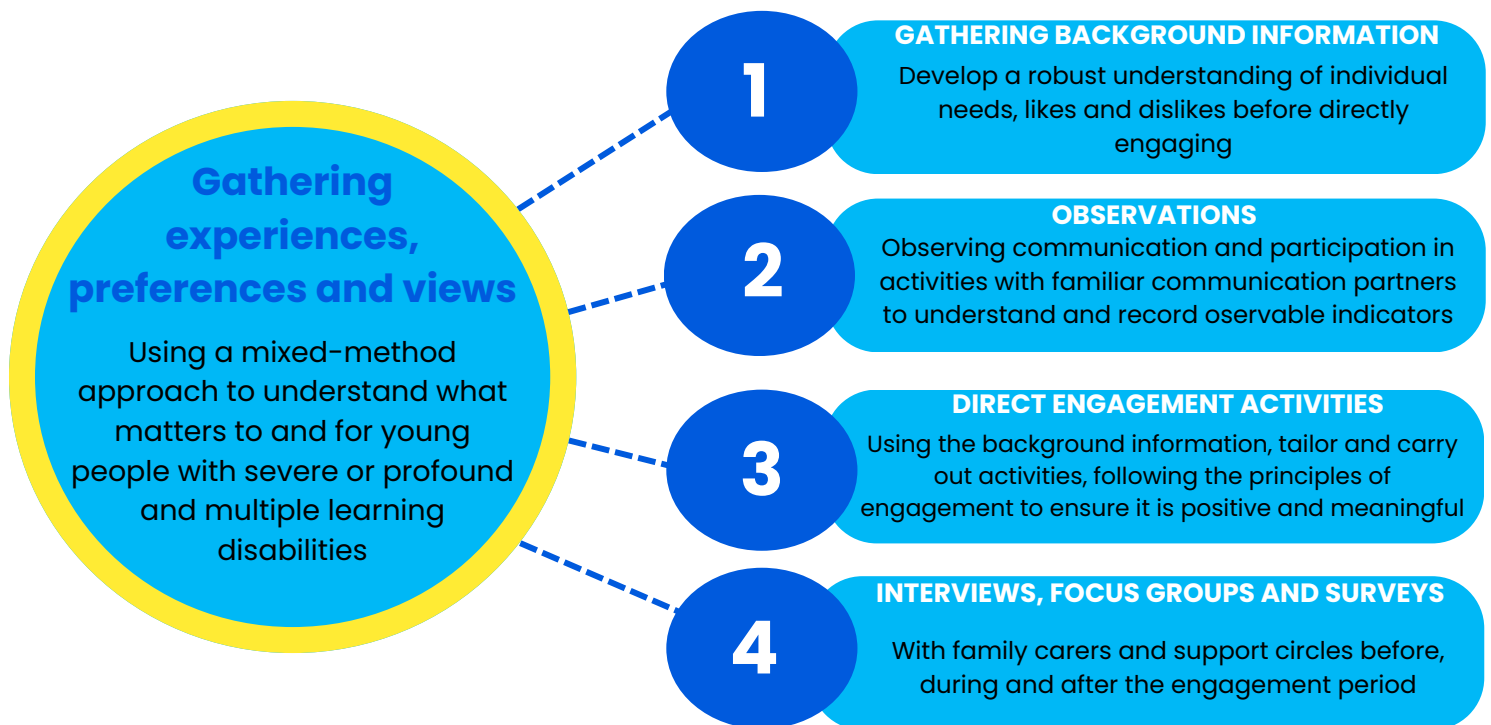 Gathering
experiences,
preferences and views
Using a mixed-method
approach to understand what
matters to and for young
people with severe or profound
and multiple learning
disabilities
1
GATHERING BACKGROUND INFORMATION
Develop a robust understanding of individual
needs, likes and dislikes before directly
engaging
2
OBSERVATIONS
Observing communication and participation in
activities with familiar communication partners
to understand and record oservable indicators
3
DIRECT ENGAGEMENT ACTIVITIES
Using the background information, tailor and carry
out activities, following the principles of
engagement to ensure it is positive and meaningful
4
INTERVIEWS, FOCUS GROUPS AND SURVEYS
With family carers and support circles before,
during and after the engagement period